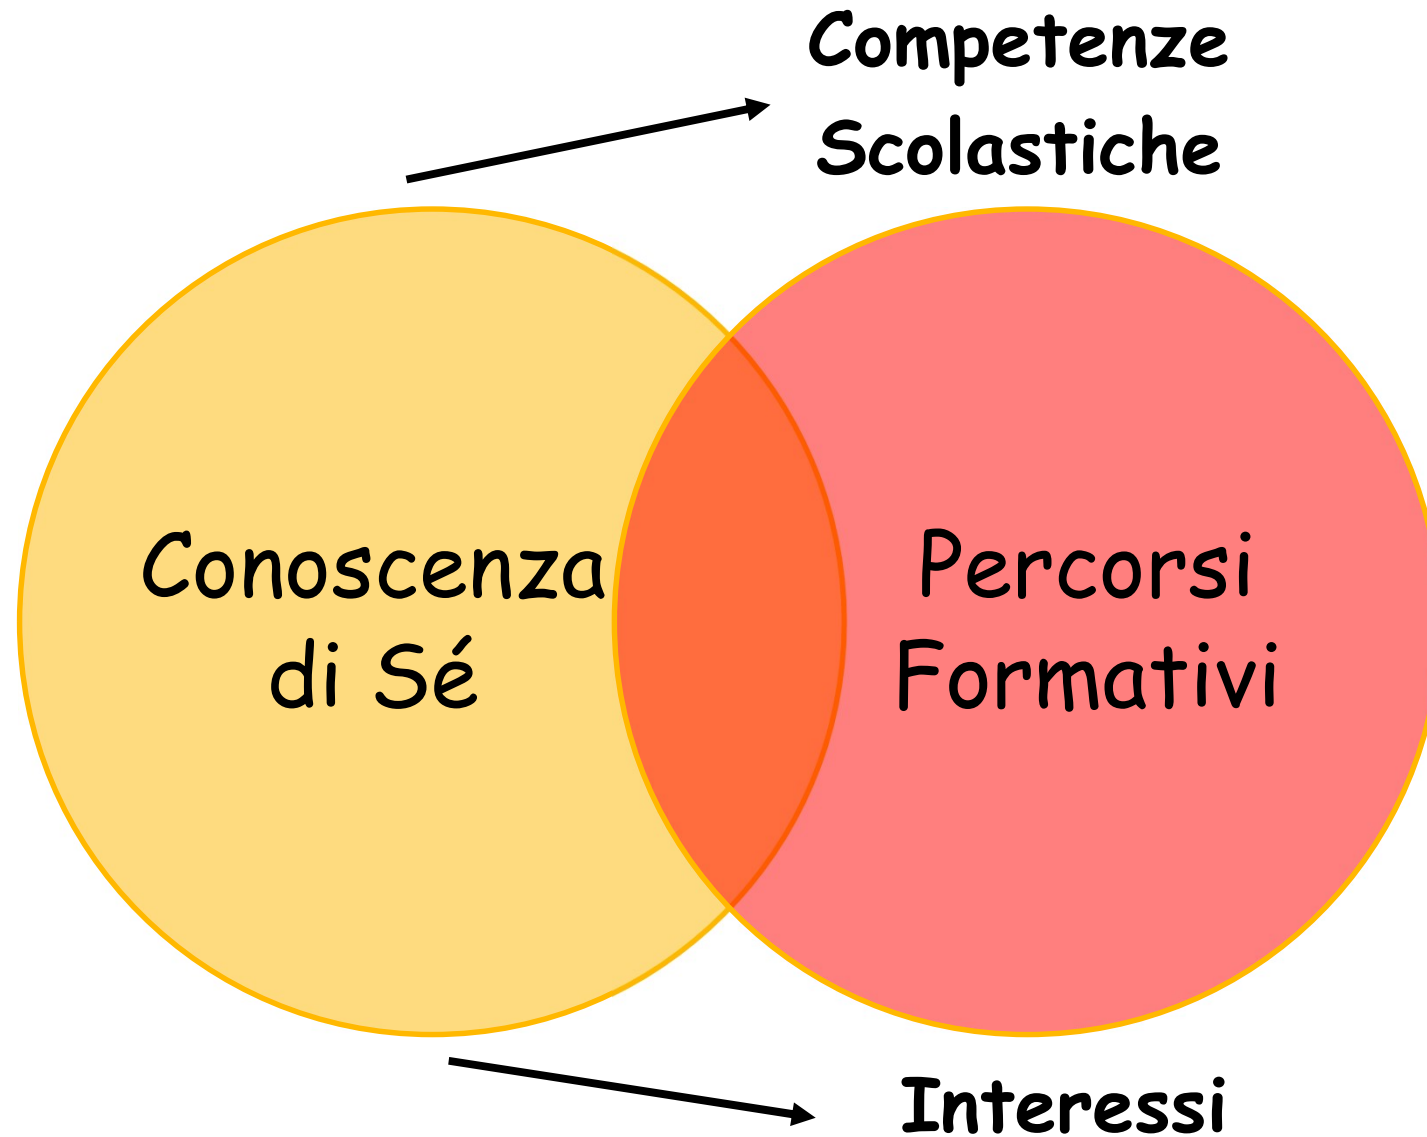 Competenze
Scolastiche
Conoscenza
di Sé
Percorsi
Formativi
Interessi